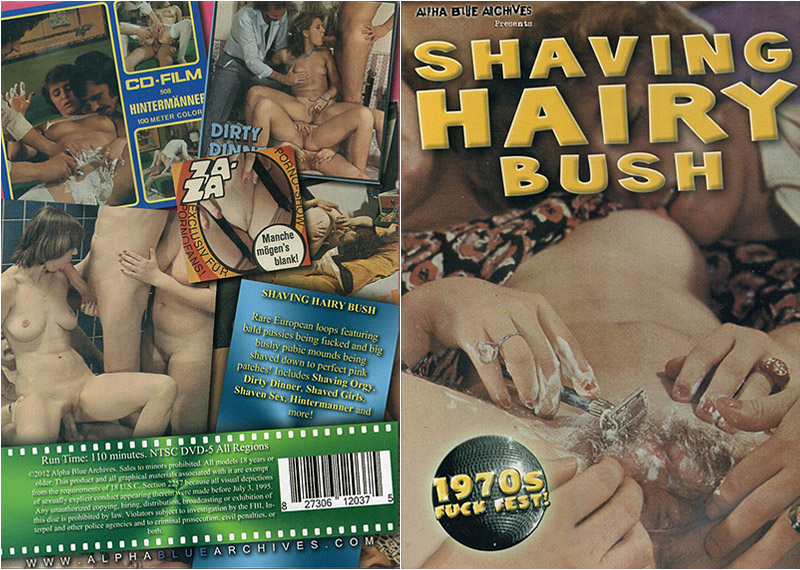 CD-FILM
508
HINTERMÄNNER
100 METER COLOR
DIRTY
ZA-
ZA
PORNO-SHOW
EXCLUSIV FÜR
PORNOFANS!
Manche
mögen's
blank!
SHAVING HAIRY BUSH
Rare European loops featuring
bald pussies being fucked and big
bushy pubic mounds being
shaved down to perfect pink
patches! Includes Shaving Orgy,
Dirty Dinner, Shaved Girls,
Shaven Sex, Hintermanner and
more!
Run Time: 110 minutes. NTSC DVD-5 All Regions
©2012 Alpha Blue Archives. Sales to minors prohibited. All models 18 years or
older. This product and all graphical materials associated with it are exempt
from the requirements of 18 U.S.C. Section 2257 because all visual depictions
of sexually explicit conduct appearing therein were made before July 3, 1995.
Any unauthorized copying, hiring, distribution, broadcasting or exhibition of
this disc is prohibited by law. Violators subject to investigation by the FBI, In-
terpol and other police agencies and to criminal prosecution, civil penalties, or
both.
8 27306 12037 5
WWW.ALPHABLUEARCHIVES.COM
ALPHA BLUE ARCHIVES
Presents
SHAVING
HAIRY
BUSH
1970s
FUCK FEST!